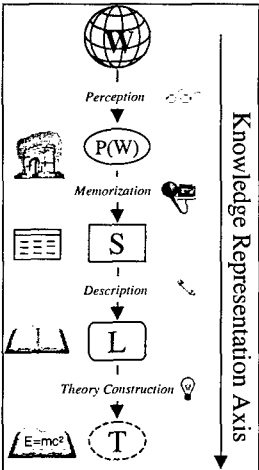 W
Perception
P(W)
Memorization
S
Description
L
Theory Construction
E=mc²
T
Knowledge Representation Axis